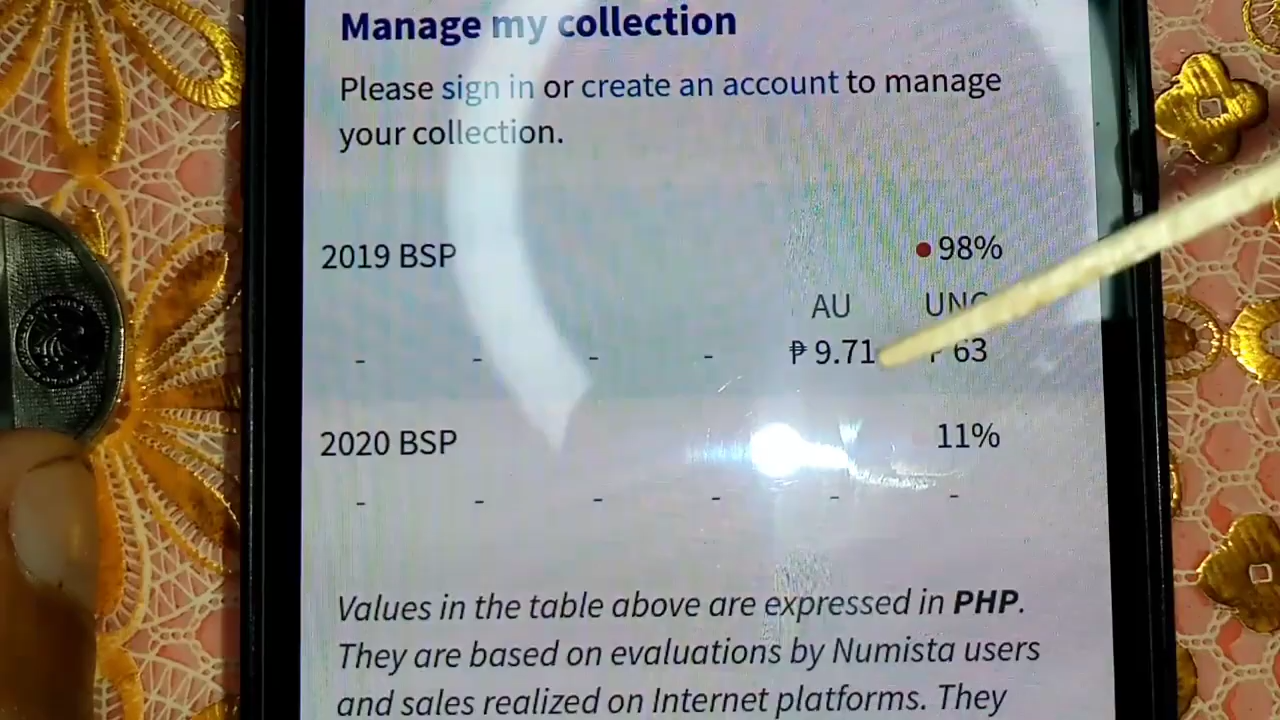 Manage my collection
Please sign in or create an account to manage
your collection.
2019 BSP 98%
AU UNC
- - - - ₱ 9.71 63
2020 BSP 11%
- - - - - -
Values in the table above are expressed in PHP.
They are based on evaluations by Numista users
and sales realized on Internet platforms. They